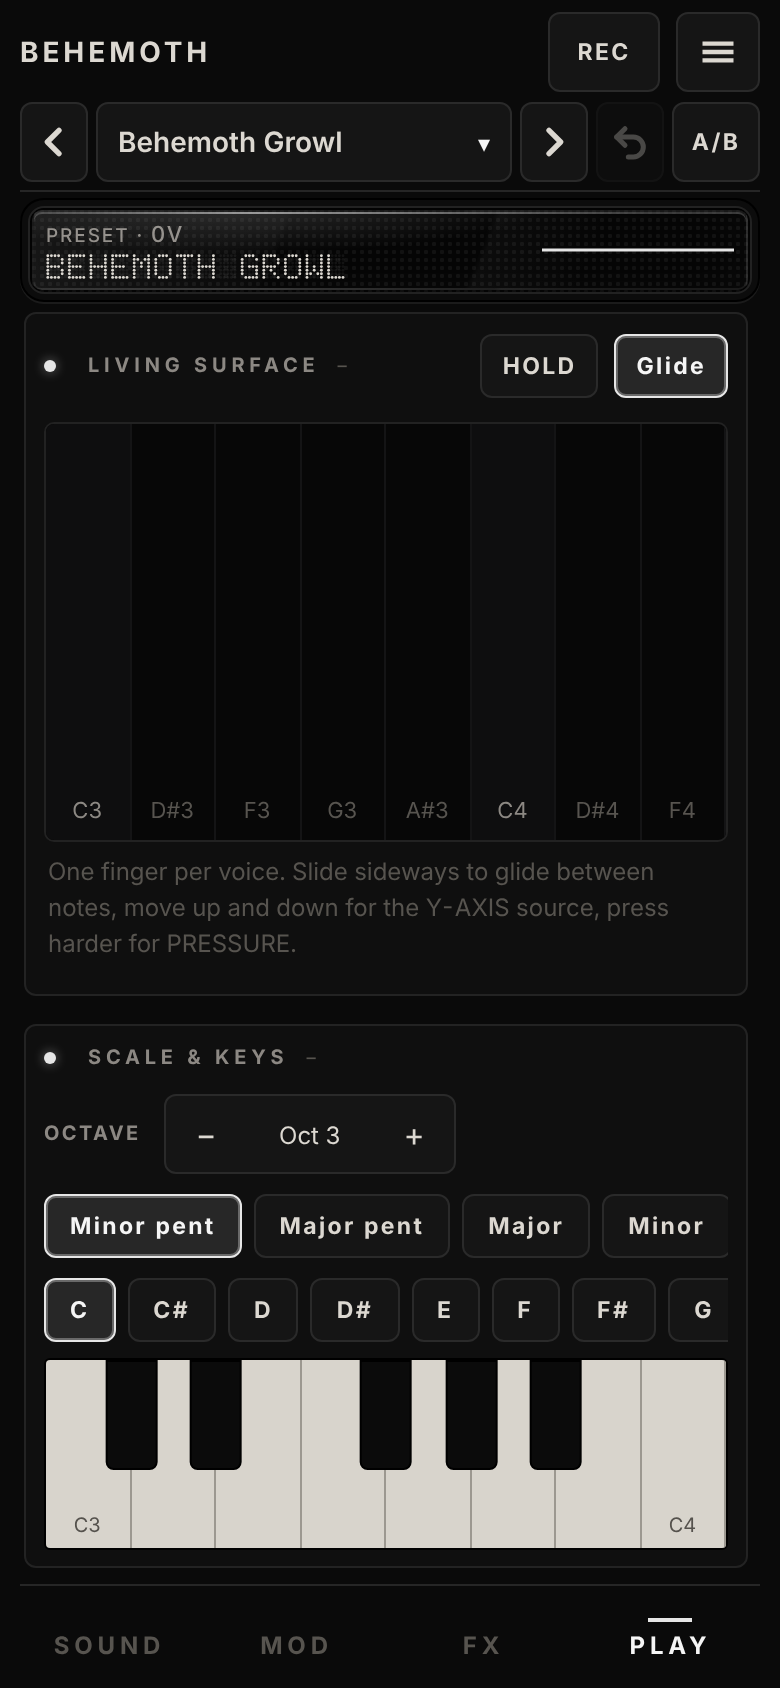 BEHEMOTH
REC
Behemoth Growl ▼
A/B
PRESET · 0V
BEHEMOTH GROWL
LIVING SURFACE –
HOLD
Glide
C3 D#3 F3 G3 A#3 C4 D#4 F4
One finger per voice. Slide sideways to glide between
notes, move up and down for the Y-AXIS source, press
harder for PRESSURE.
SCALE & KEYS –
OCTAVE – Oct 3 +
Minor pent Major pent Major Minor
C C# D D# E F F# G
C3 C4
SOUND MOD FX PLAY